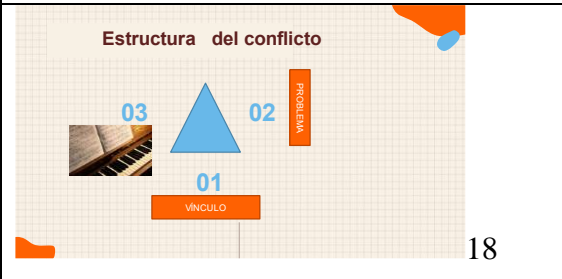 Estructura del conflicto
03
02
PROBLEMA
01
VÍNCULO
18